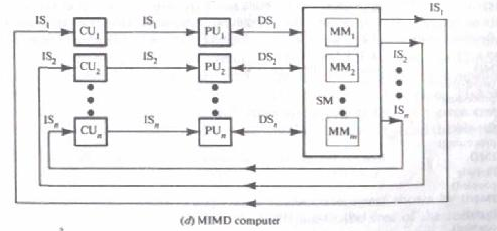 IS₁ CU₁ IS₁ PU₁ DS₁ MM₁ IS₁
IS₂ CU₂ IS₂ PU₂ DS₂ MM₂ IS₂
SM
ISₙ CUₙ ISₙ PUₙ DSₙ MMₘ ISₙ
(d) MIMD computer